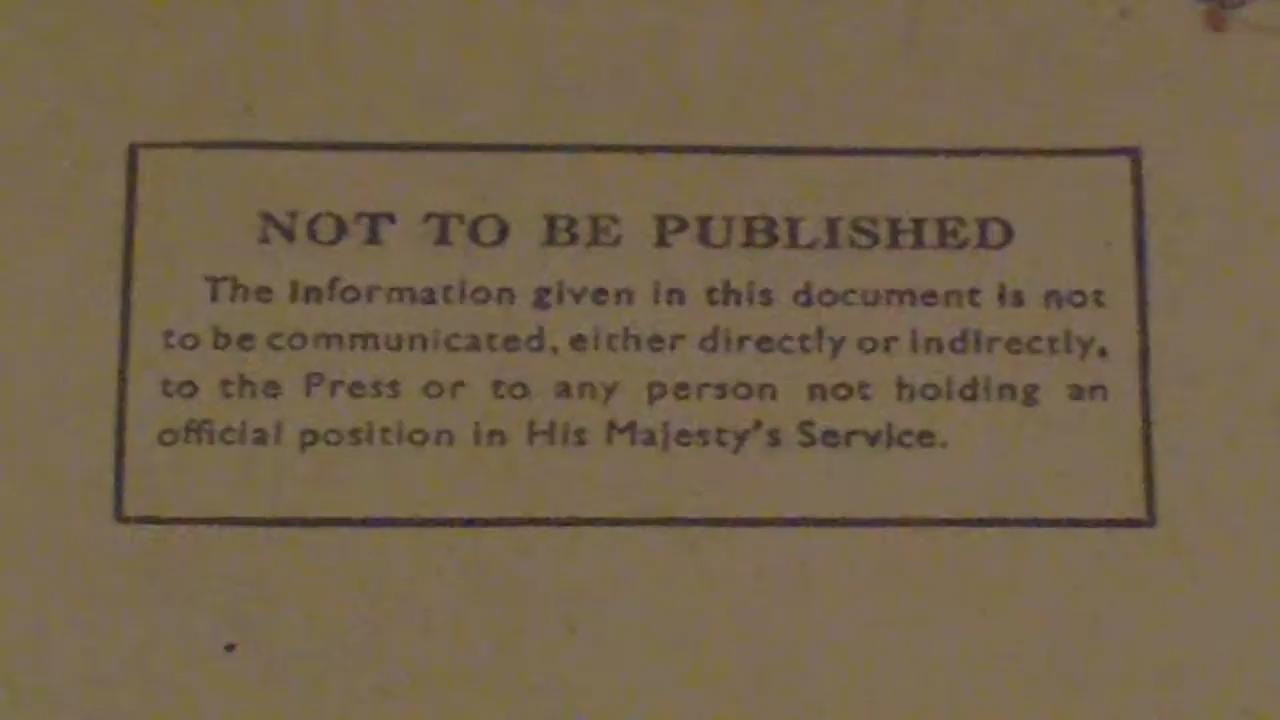 NOT TO BE PUBLISHED
The Information given in this document is not
to be communicated, either directly or indirectly,
to the Press or to any person not holding an
official position in His Majesty's Service.